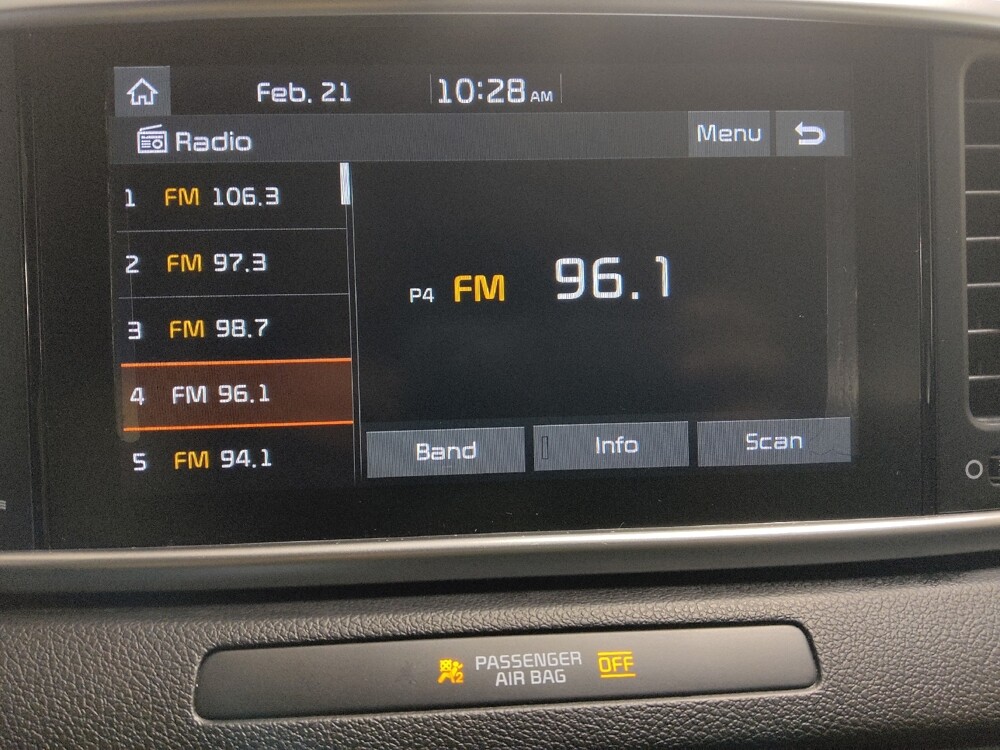 Feb. 21 10:28 AM
Radio Menu
1 FM 106.3
2 FM 97.3
3 FM 98.7
4 FM 96.1
5 FM 94.1
P4 FM 96.1
Band Info Scan
2 PASSENGER AIR BAG OFF